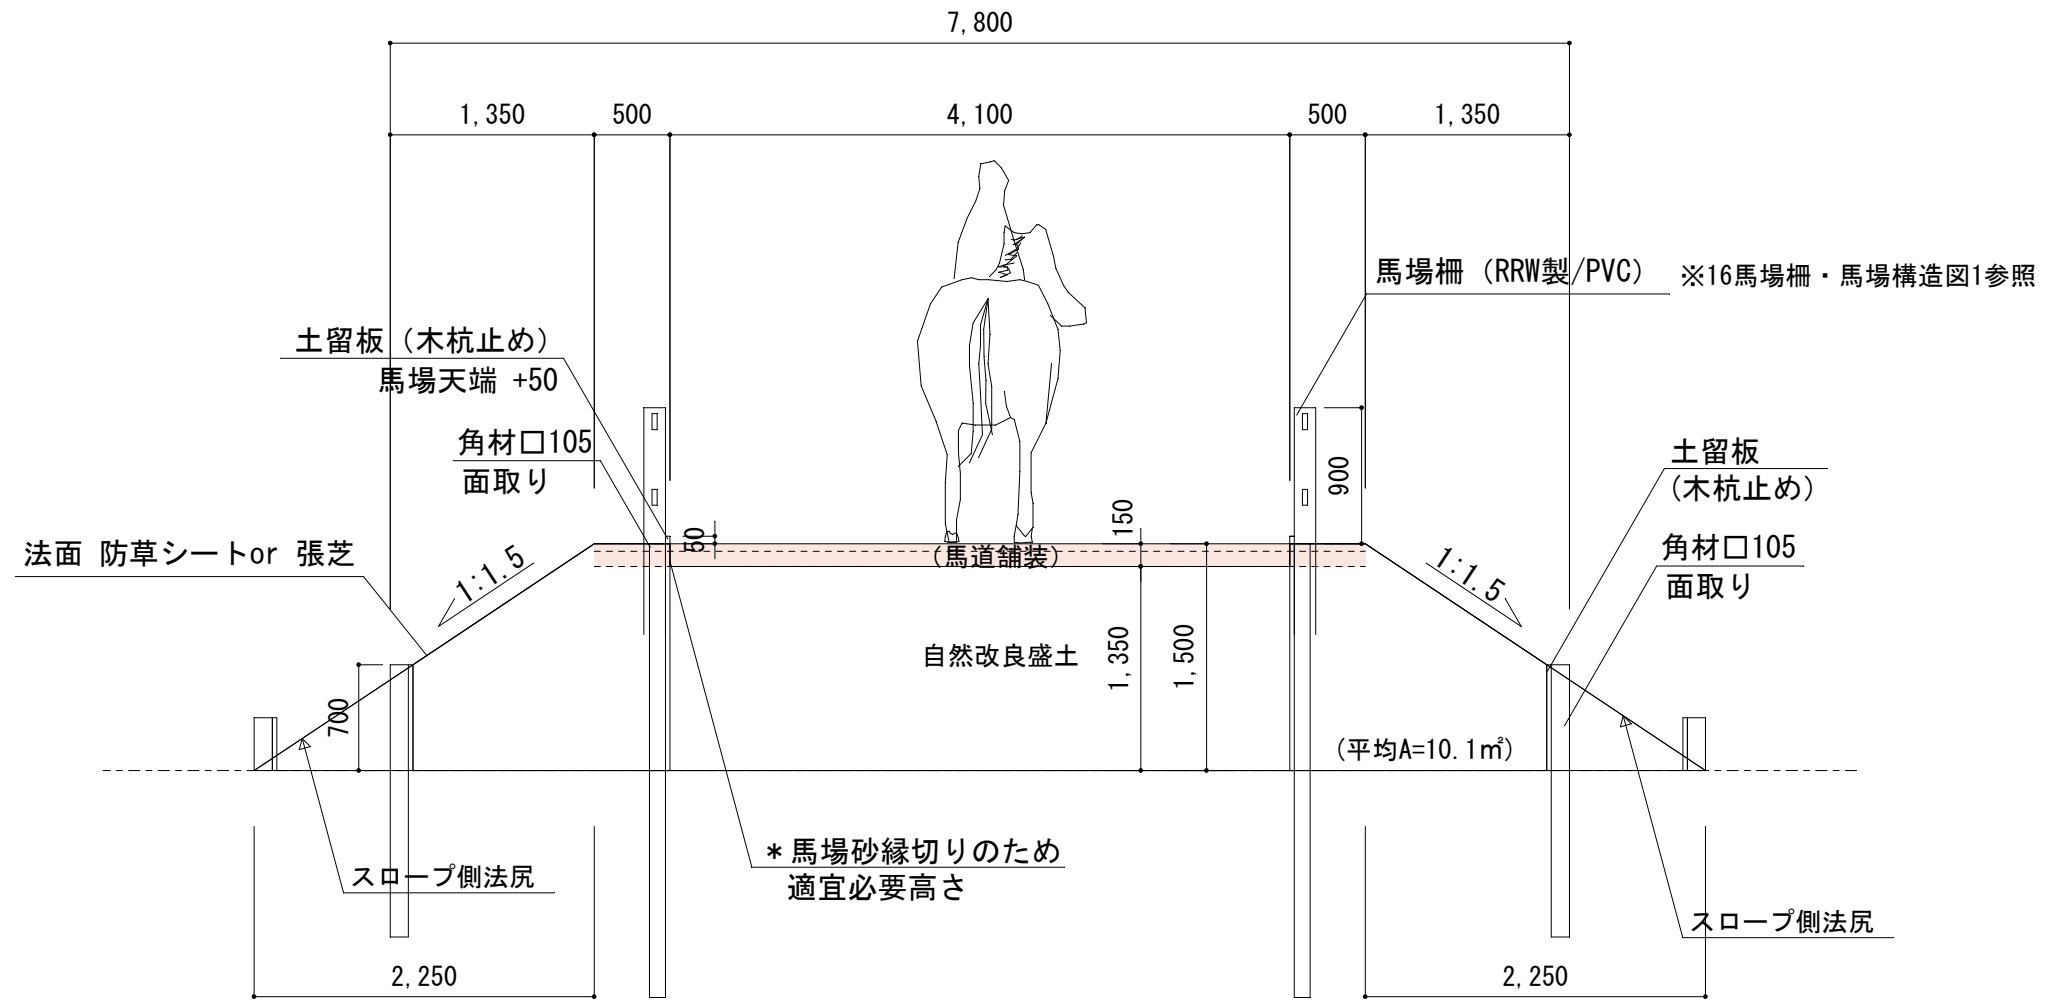 7,800
1,350
500
4,100
500
1,350
馬場柵（RRW製/PVC） ※16馬場柵・馬場構造図1参照
土留板（木杭止め）
馬場天端 +50
角材□105
面取り
900
土留板
（木杭止め）
150
50
角材□105
面取り
法面 防草シートor 張芝
1:1.5
（馬道舗装）
1:1.5
自然改良盛土
1,350
1,500
700
（平均A=10.1㎡）
＊馬場砂縁切りのため
適宜必要高さ
スロープ側法尻
スロープ側法尻
2,250
2,250